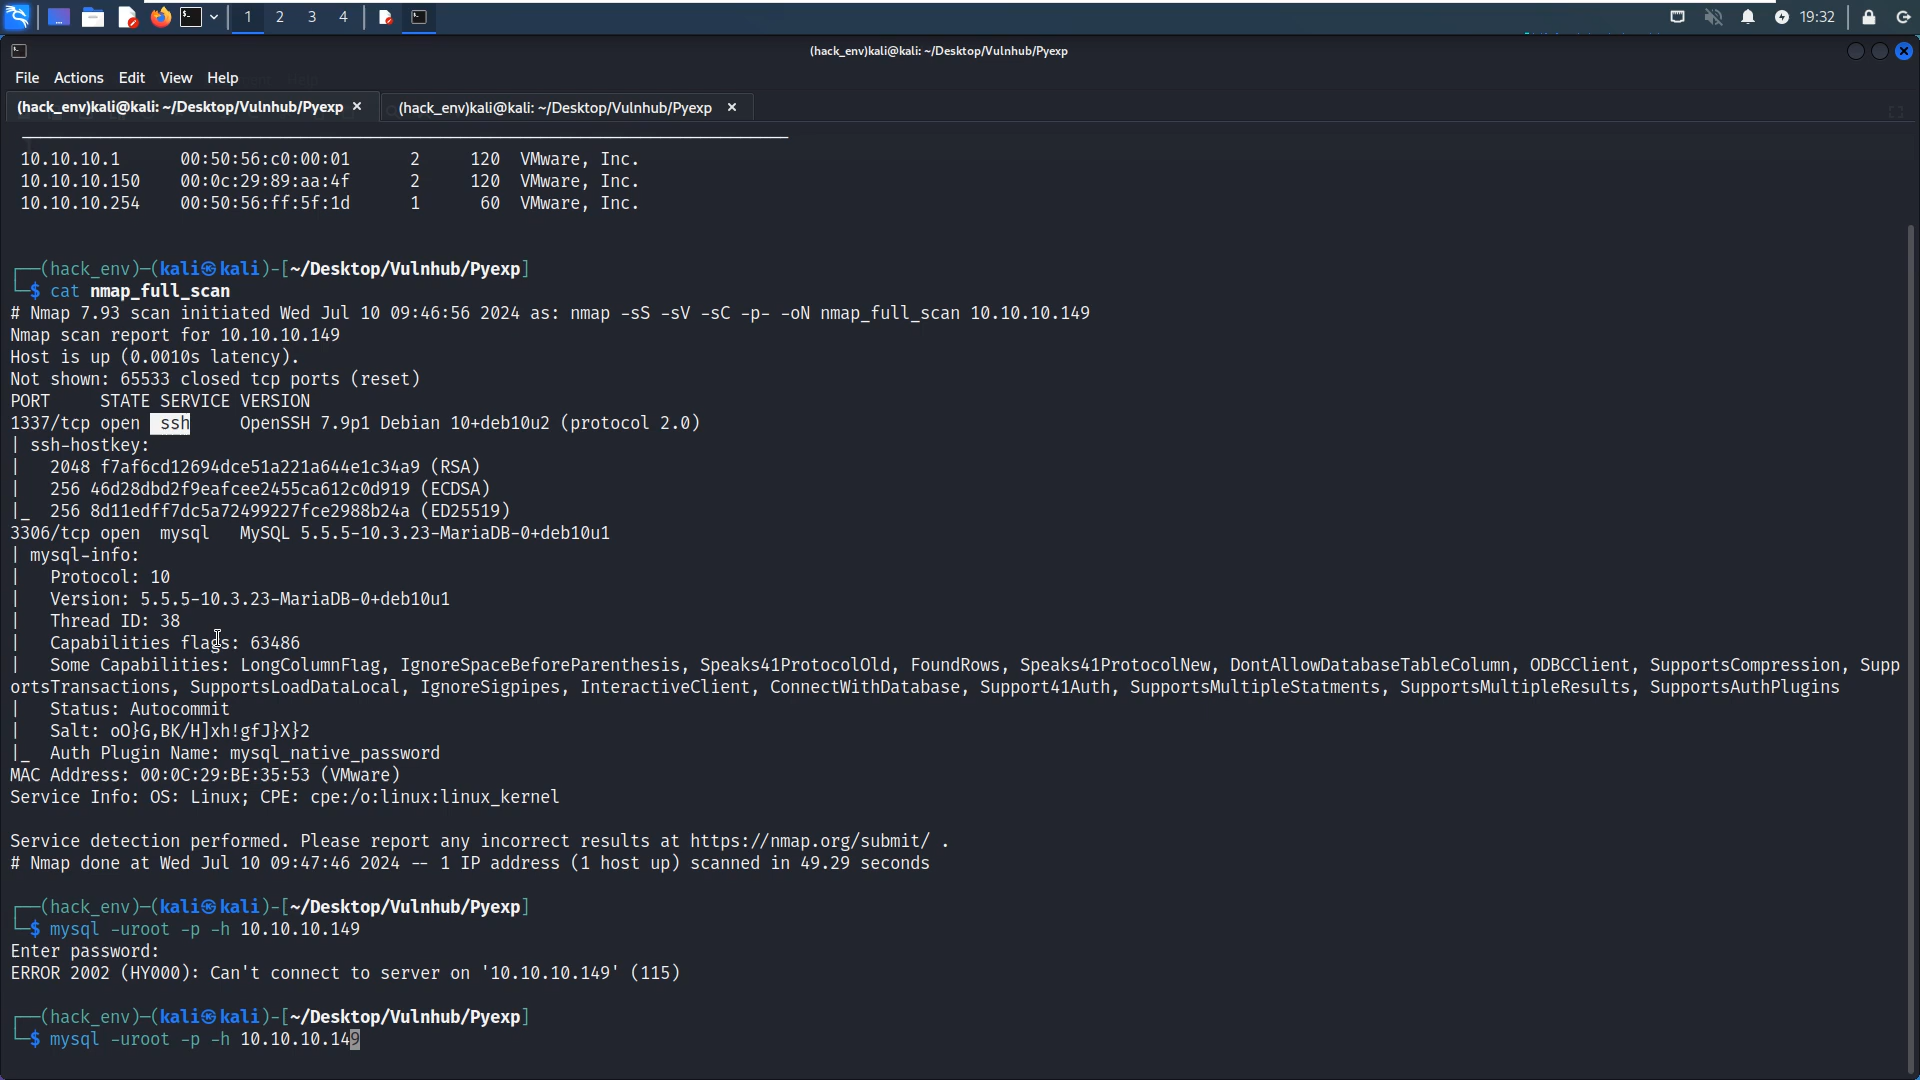 1 2 3 4 19:32
(hack_env)kali@kali: ~/Desktop/Vulnhub/Pyexp
File Actions Edit View Help
(hack_env)kali@kali: ~/Desktop/Vulnhub/Pyexp × (hack_env)kali@kali: ~/Desktop/Vulnhub/Pyexp ×
10.10.10.1 00:50:56:c0:00:01 2 120 VMware, Inc.
10.10.10.150 00:0c:29:89:aa:4f 2 120 VMware, Inc.
10.10.10.254 00:50:56:ff:5f:1d 1 60 VMware, Inc.
┌──(hack_env)─(kali㉿kali)-[~/Desktop/Vulnhub/Pyexp]
└─$ cat nmap_full_scan
# Nmap 7.93 scan initiated Wed Jul 10 09:46:56 2024 as: nmap -sS -sV -sC -p- -oN nmap_full_scan 10.10.10.149
Nmap scan report for 10.10.10.149
Host is up (0.0010s latency).
Not shown: 65533 closed tcp ports (reset)
PORT STATE SERVICE VERSION
1337/tcp open ssh OpenSSH 7.9p1 Debian 10+deb10u2 (protocol 2.0)
| ssh-hostkey:
| 2048 f7af6cd12694dce51a221a644e1c34a9 (RSA)
| 256 46d28dbd2f9eafcee2455ca612c0d919 (ECDSA)
|_ 256 8d11edff7dc5a72499227fce2988b24a (ED25519)
3306/tcp open mysql MySQL 5.5.5-10.3.23-MariaDB-0+deb10u1
| mysql-info:
| Protocol: 10
| Version: 5.5.5-10.3.23-MariaDB-0+deb10u1
| Thread ID: 38
| Capabilities flags: 63486
| Some Capabilities: LongColumnFlag, IgnoreSpaceBeforeParenthesis, Speaks41ProtocolOld, FoundRows, Speaks41ProtocolNew, DontAllowDatabaseTableColumn, ODBCClient, SupportsCompression, Supp
ortsTransactions, SupportsLoadDataLocal, IgnoreSigpipes, InteractiveClient, ConnectWithDatabase, Support41Auth, SupportsMultipleStatments, SupportsMultipleResults, SupportsAuthPlugins
| Status: Autocommit
| Salt: oO}G,BK/H]xh!gfJ}X}2
|_ Auth Plugin Name: mysql_native_password
MAC Address: 00:0C:29:BE:35:53 (VMware)
Service Info: OS: Linux; CPE: cpe:/o:linux:linux_kernel
Service detection performed. Please report any incorrect results at https://nmap.org/submit/ .
# Nmap done at Wed Jul 10 09:47:46 2024 -- 1 IP address (1 host up) scanned in 49.29 seconds
┌──(hack_env)─(kali㉿kali)-[~/Desktop/Vulnhub/Pyexp]
└─$ mysql -uroot -p -h 10.10.10.149
Enter password:
ERROR 2002 (HY000): Can't connect to server on '10.10.10.149' (115)
┌──(hack_env)─(kali㉿kali)-[~/Desktop/Vulnhub/Pyexp]
└─$ mysql -uroot -p -h 10.10.10.149